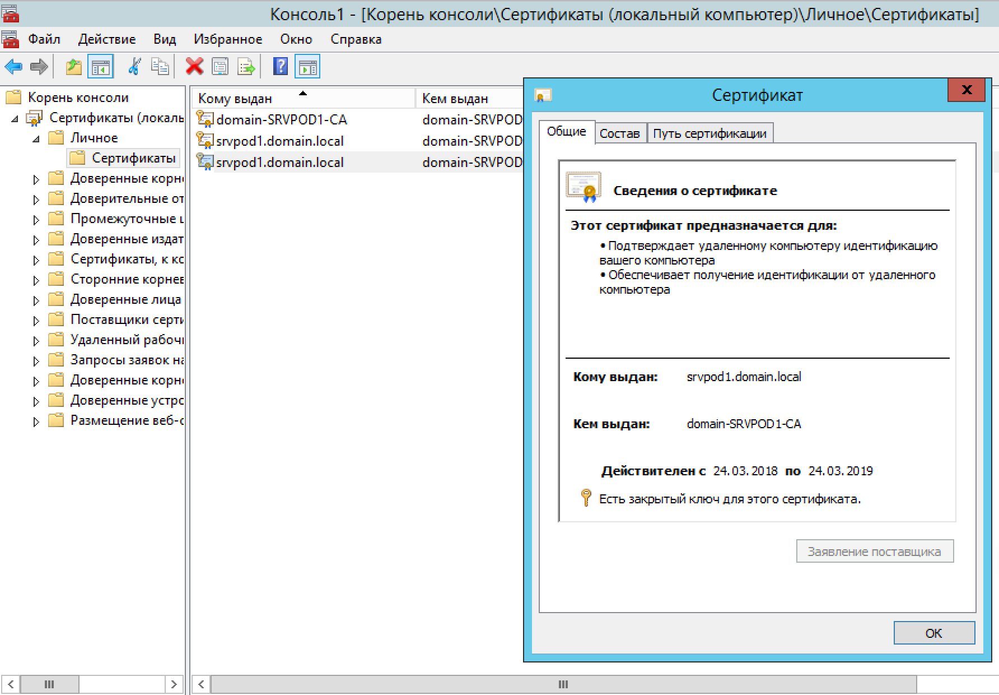 Консоль1 - [Корень консоли\Сертификаты (локальный компьютер)\Личное\Сертификаты]
Файл Действие Вид Избранное Окно Справка
Корень консоли
Сертификаты (локаль
Личное
Сертификаты
Доверенные корн
Доверительные от
Промежуточные ц
Доверенные издат
Сертификаты, к кс
Сторонние корнев
Доверенные лица
Поставщики серти
Удаленный рабочи
Запросы заявок на
Доверенные корн
Доверенные устро
Размещение веб-с
Кому выдан Кем выдан
domain-SRVPOD1-CA domain-SRVPOD
srvpod1.domain.local domain-SRVPOD
srvpod1.domain.local domain-SRVPOD
Сертификат
Общие Состав Путь сертификации
Сведения о сертификате
Этот сертификат предназначается для:
• Подтверждает удаленному компьютеру идентификацию
вашего компьютера
• Обеспечивает получение идентификации от удаленного
компьютера
Кому выдан: srvpod1.domain.local
Кем выдан: domain-SRVPOD1-CA
Действителен с 24.03.2018 по 24.03.2019
Есть закрытый ключ для этого сертификата.
Заявление поставщика
ОК